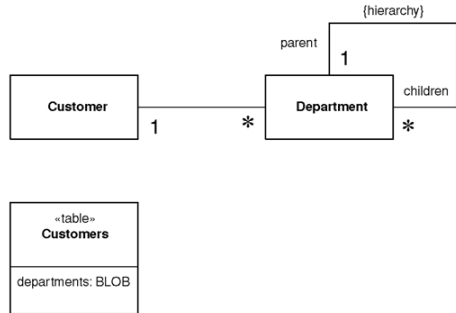 {hierarchy}
parent
1
children
Customer
Department
1
*
*
«table»
Customers
departments: BLOB